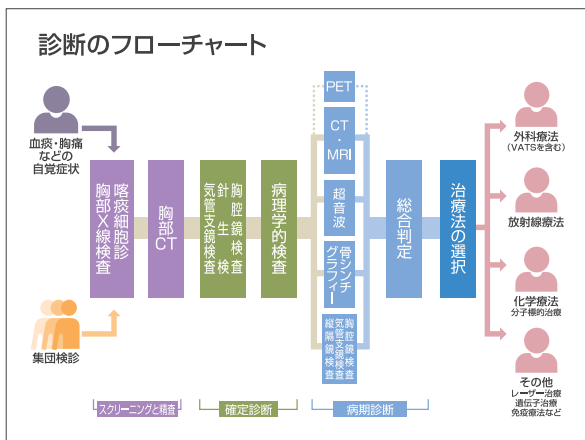 診断のフローチャート
血痰・胸痛
などの
自覚症状
集団検診
喀痰細胞診
胸部X線検査
胸部CT
胸腔鏡検査
針生検
気管支鏡検査
病理学的検査
PET
CT・MRI
超音波
骨シンチ
グラフィー
胸腔鏡検査
気管支鏡検査
縦隔鏡検査
総合判定
治療法の選択
外科療法
(VATSを含む)
放射線療法
化学療法
分子標的治療
その他
レーザー治療
遺伝子治療
免疫療法など
スクリーニングと精査
確定診断
病期診断